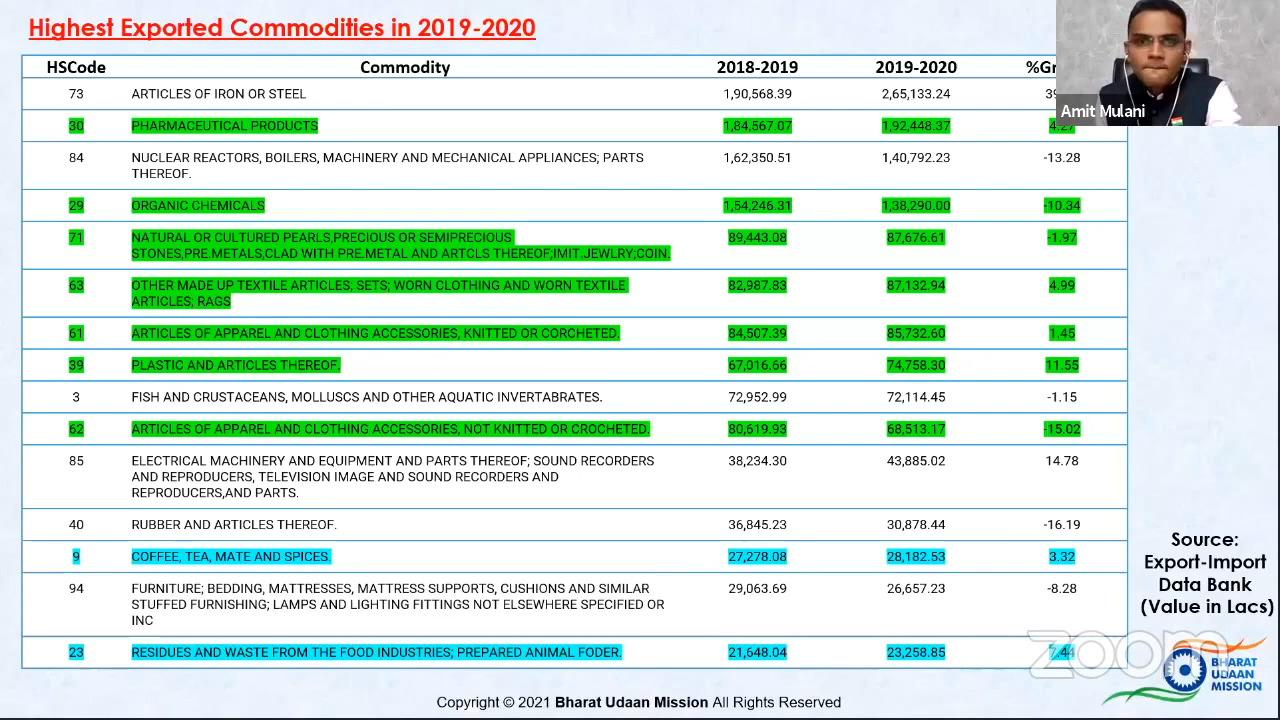 Highest Exported Commodities in 2019-2020
HSCode Commodity 2018-2019 2019-2020
73 ARTICLES OF IRON OR STEEL 1,90,568.39 2,65,133.24
Amit Mulani
30 PHARMACEUTICAL PRODUCTS 1,84,567.07 1,92,448.37 4.27
84 NUCLEAR REACTORS, BOILERS, MACHINERY AND MECHANICAL APPLIANCES; PARTS 1,62,350.51 1,40,792.23 -13.28
THEREOF.
29 ORGANIC CHEMICALS 1,54,246.31 1,38,290.00 -10.34
71 NATURAL OR CULTURED PEARLS,PRECIOUS OR SEMIPRECIOUS 89,443.08 87,676.61 -1.97
STONES,PRE.METALS,CLAD WITH PRE.METAL AND ARTCLS THEREOF;IMIT.JEWLRY;COIN.
63 OTHER MADE UP TEXTILE ARTICLES; SETS; WORN CLOTHING AND WORN TEXTILE 82,987.83 87,132.94 4.99
ARTICLES; RAGS
61 ARTICLES OF APPAREL AND CLOTHING ACCESSORIES, KNITTED OR CORCHETED. 84,507.39 85,732.60 1.45
39 PLASTIC AND ARTICLES THEREOF. 67,016.66 74,758.30 11.55
3 FISH AND CRUSTACEANS, MOLLUSCS AND OTHER AQUATIC INVERTABRATES. 72,952.99 72,114.45 -1.15
62 ARTICLES OF APPAREL AND CLOTHING ACCESSORIES, NOT KNITTED OR CROCHETED. 80,619.93 68,513.17 -15.02
85 ELECTRICAL MACHINERY AND EQUIPMENT AND PARTS THEREOF; SOUND RECORDERS 38,234.30 43,885.02 14.78
AND REPRODUCERS, TELEVISION IMAGE AND SOUND RECORDERS AND
REPRODUCERS,AND PARTS.
40 RUBBER AND ARTICLES THEREOF. 36,845.23 30,878.44 -16.19
9 COFFEE, TEA, MATE AND SPICES. 27,278.08 28,182.53 3.32
94 FURNITURE; BEDDING, MATTRESSES, MATTRESS SUPPORTS, CUSHIONS AND SIMILAR 29,063.69 26,657.23 -8.28
STUFFED FURNISHING; LAMPS AND LIGHTING FITTINGS NOT ELSEWHERE SPECIFIED OR
INC
23 RESIDUES AND WASTE FROM THE FOOD INDUSTRIES; PREPARED ANIMAL FODER. 21,648.04 23,258.85 7.44
Source:
Export-Import
Data Bank
(Value in Lacs)
zoom
BHARAT
UDAAN
MISSION
Copyright © 2021 Bharat Udaan Mission All Rights Reserved